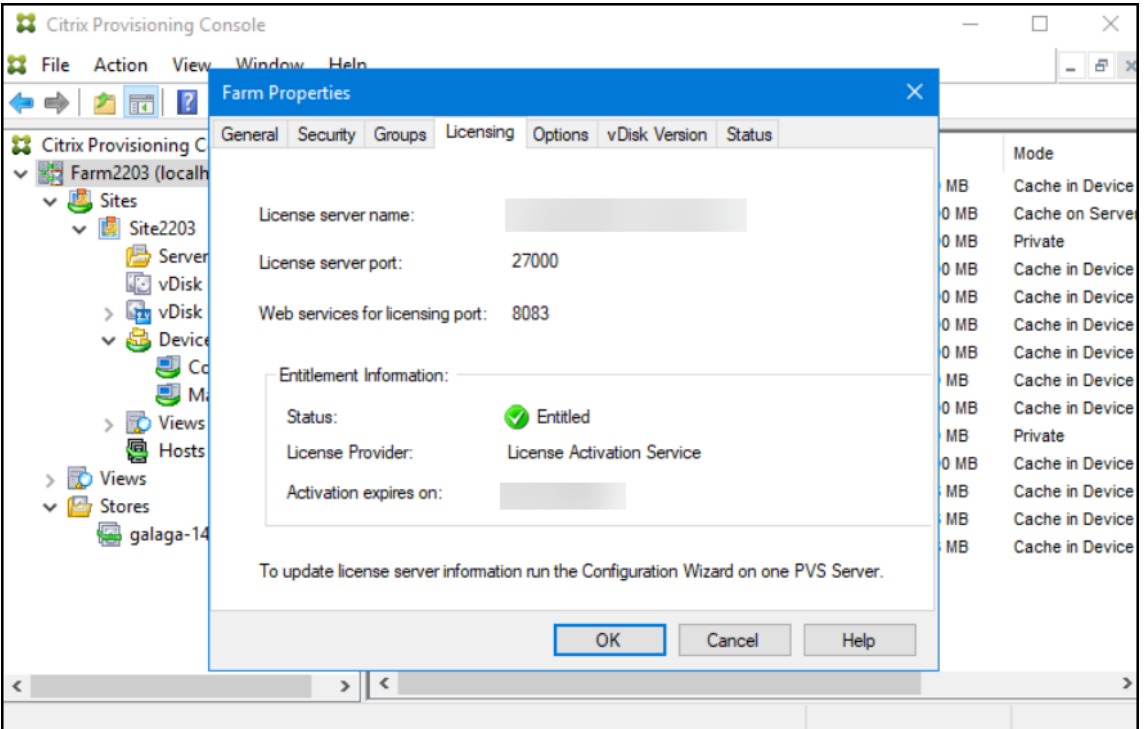 Citrix Provisioning Console
File Action View Window Help
Farm Properties
General Security Groups Licensing Options vDisk Version Status
Citrix Provisioning C
Farm2203 (localh
Sites
Site2203
Server
vDisk
vDisk
Device
Co
Ma
Views
Hosts
Views
Stores
galaga-14
License server name:
License server port: 27000
Web services for licensing port: 8083
Entitlement Information:
Status: Entitled
License Provider: License Activation Service
Activation expires on:
To update license server information run the Configuration Wizard on one PVS Server.
OK Cancel Help
Mode
MB Cache in Device
0 MB Cache on Server
0 MB Private
0 MB Cache in Device
0 MB Cache in Device
0 MB Cache in Device
0 MB Cache in Device
MB Cache in Device
0 MB Cache in Device
MB Private
0 MB Cache in Device
MB Cache in Device
MB Cache in Device
MB Cache in Device